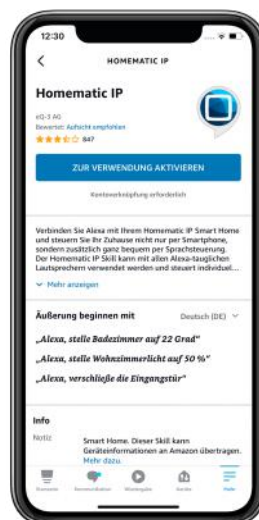 12:30
HOMEMATIC IP
Homematic IP
eQ-3 AG
Bewertet: Aufsicht empfohlen
847
ZUR VERWENDUNG AKTIVIEREN
Kontoverknüpfung erforderlich
Verbinden Sie Alexa mit Ihrem Homematic IP Smart Home
und steuern Sie Ihr Zuhause nicht nur per Smartphone,
sondern zusätzlich ganz bequem per Sprachsteuerung.
Der Homematic IP Skill kann mit allen Alexa-tauglichen
Lautsprechern verwendet werden und steuert individuel...
Mehr anzeigen
Äußerung beginnen mit Deutsch (DE)
„Alexa, stelle Badezimmer auf 22 Grad“
„Alexa, stelle Wohnzimmerlicht auf 50 %“
„Alexa, verschließe die Eingangstür“
Info
Notiz Smart Home. Dieser Skill kann
Geräteinformationen an Amazon übertragen.
Mehr dazu.
Startseite Kommunikation Wiedergabe Geräte Mehr